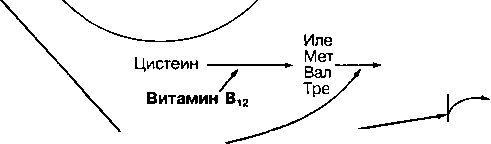 Иле
Мет
Цистеин
Вал
Тре
Витамин B₁₂